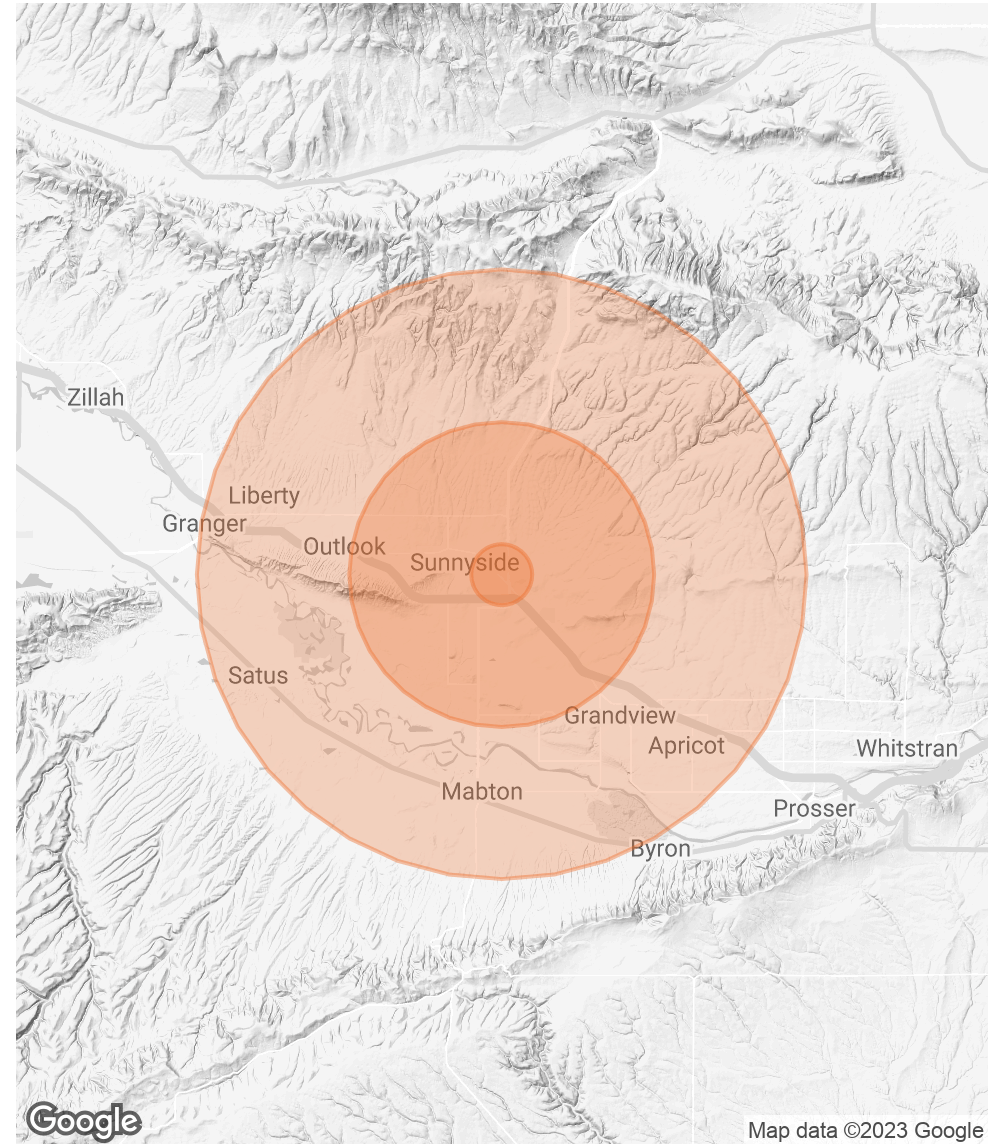 Zillah
Liberty
Granger
Outlook
Sunnyside
Satus
Grandview
Apricot
Whitstran
Mabton
Prosser
Byron
Google
Map data ©2023 Google